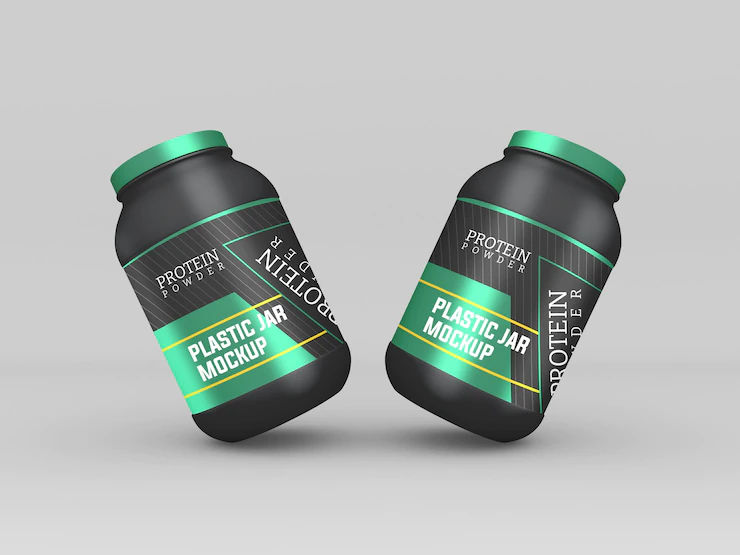 PROTEIN
POWDER
PROTEIN
PLASTIC JAR
MOCKUP
PROTEIN
POWDER
PROTEIN
PLASTIC JAR
MOCKUP